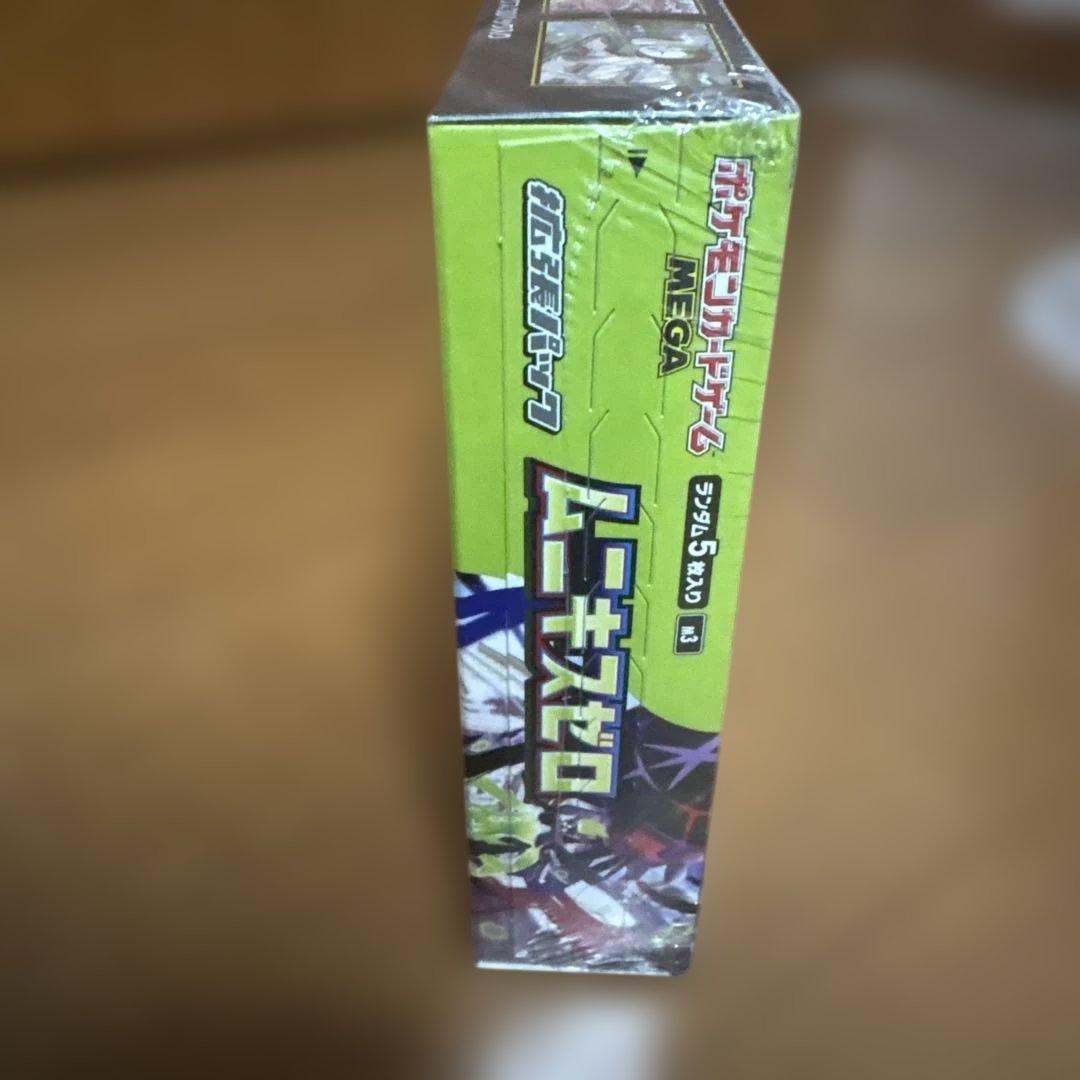 ポケモンカードゲーム
MEGA
ランダム5枚入り
M3
拡張パック
ムニキスゼロ